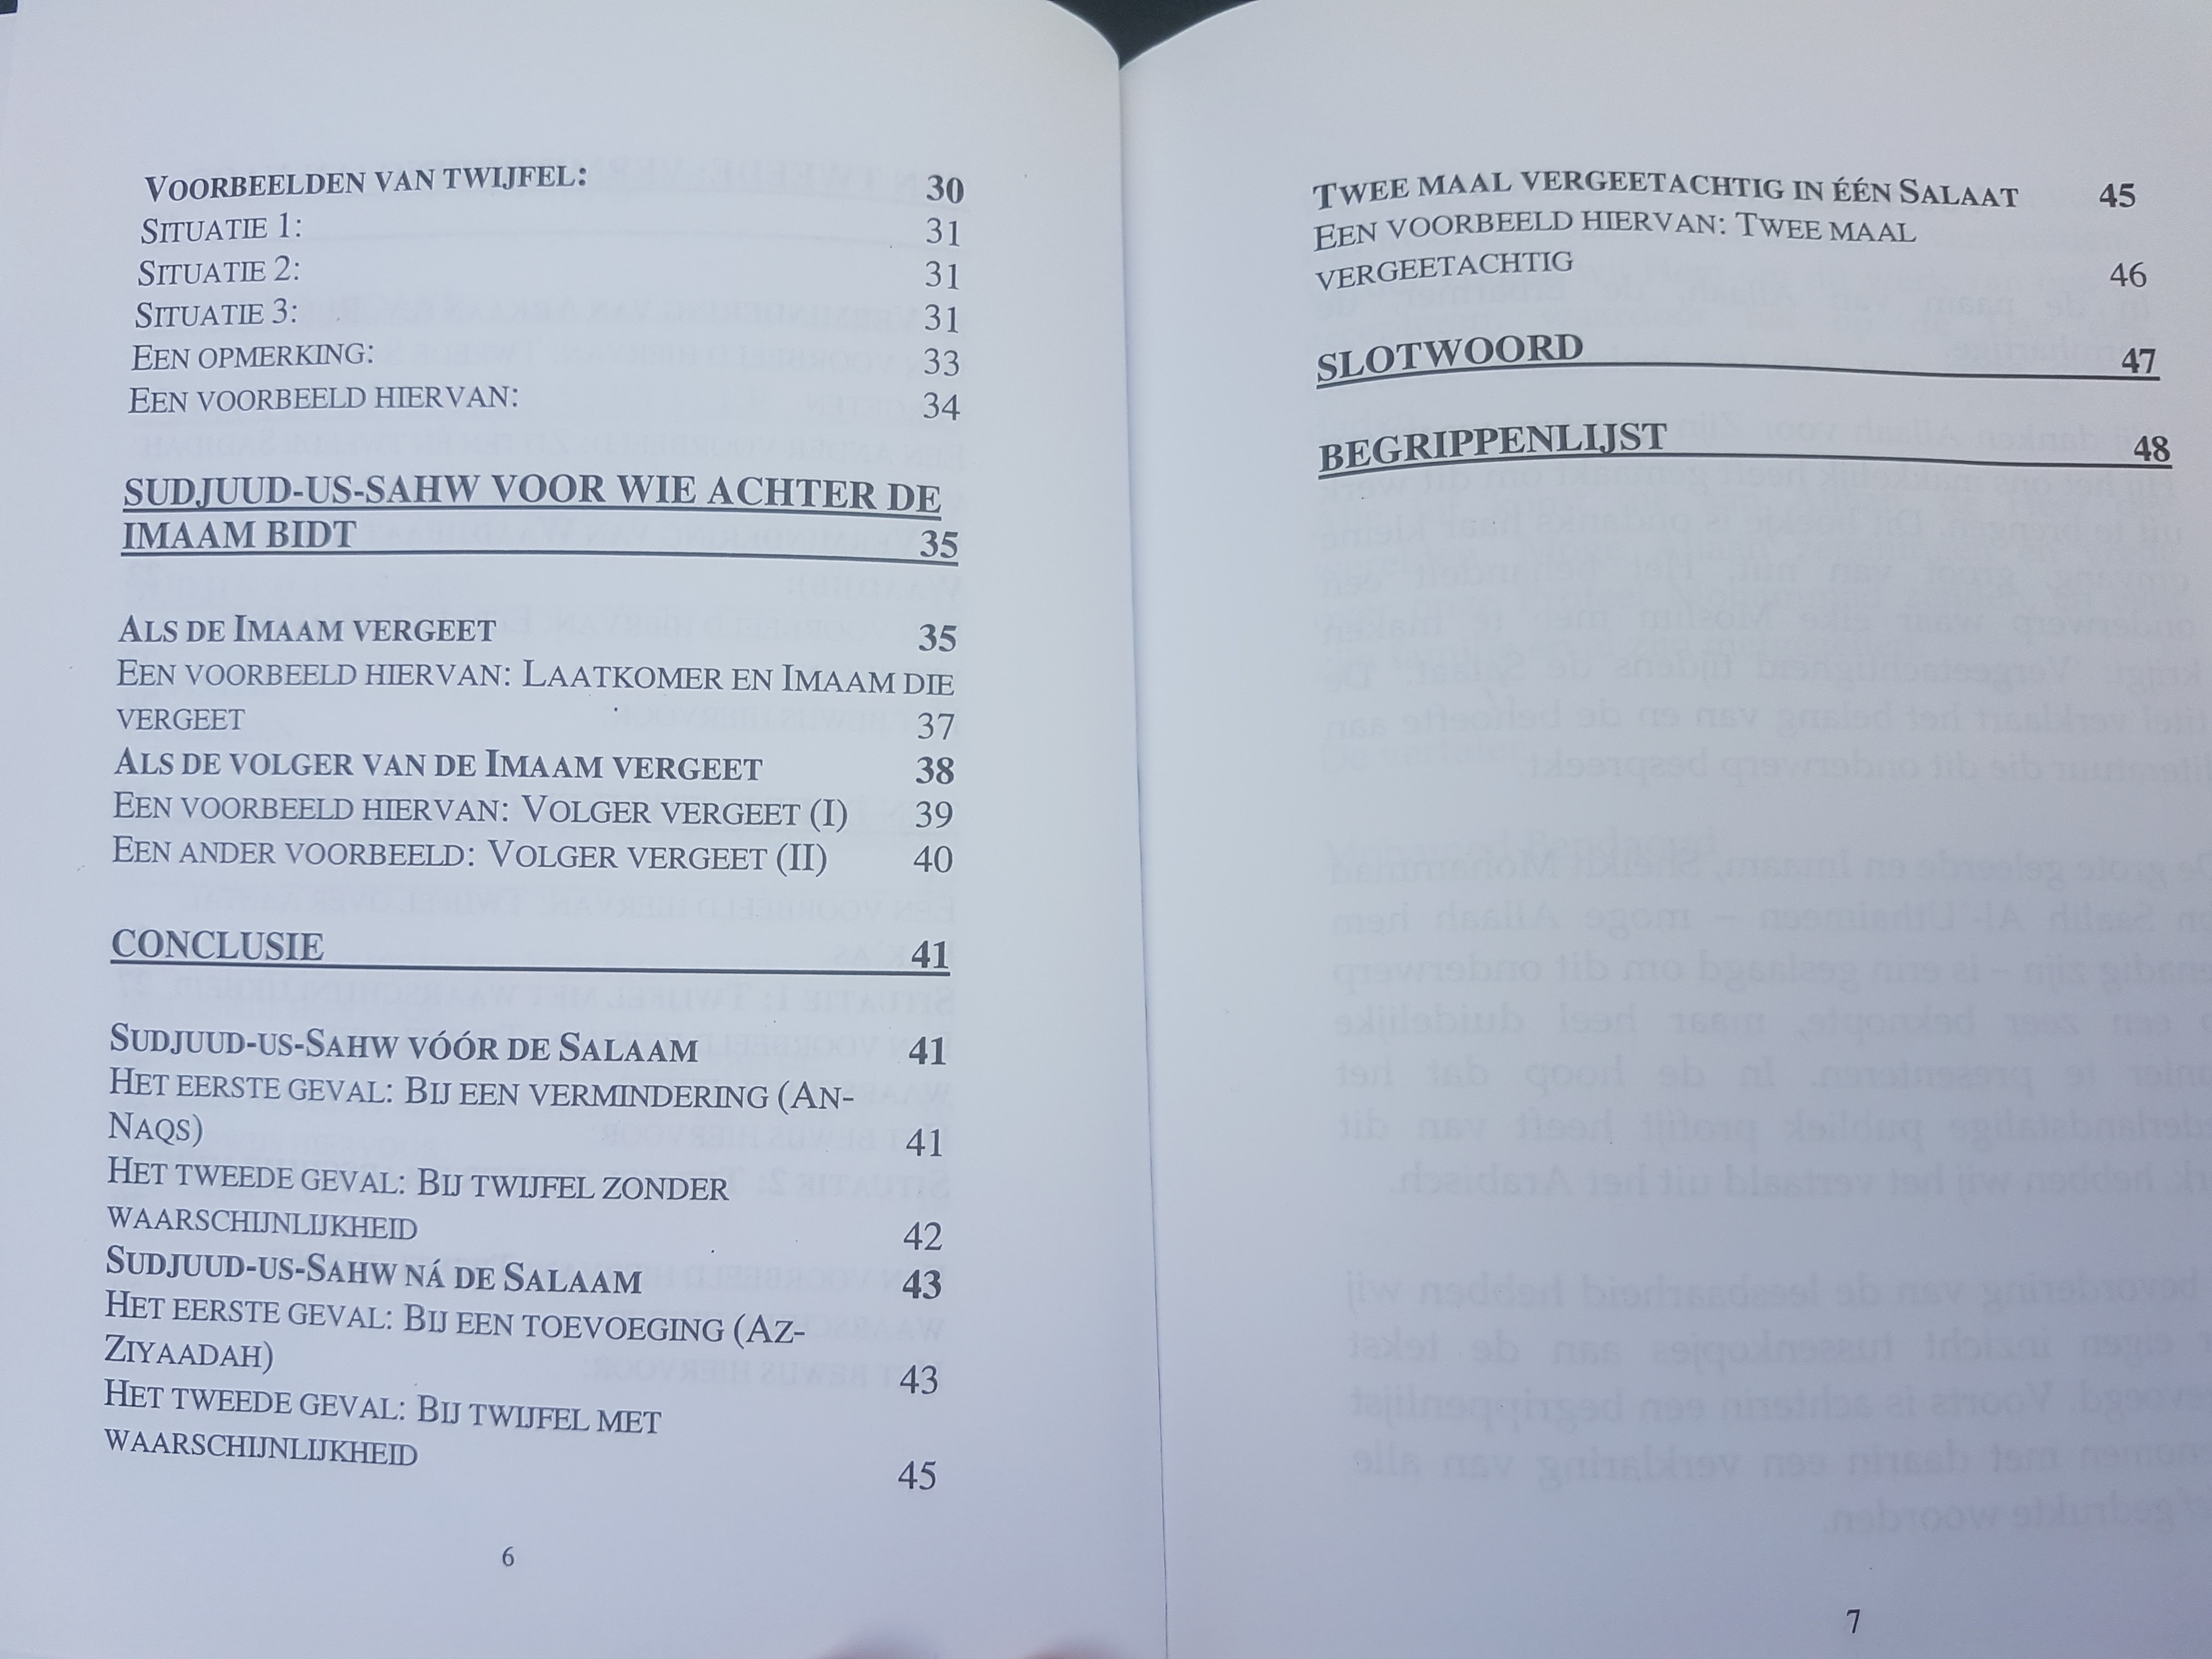 VOORBEELDEN VAN TWIJFEL: 30
SITUATIE 1: 31
SITUATIE 2: 31
SITUATIE 3: 31
EEN OPMERKING: 33
EEN VOORBEELD HIERVAN: 34
SUDJUUD-US-SAHW VOOR WIE ACHTER DE
IMAAM BIDT 35
ALS DE IMAAM VERGEET 35
EEN VOORBEELD HIERVAN: LAATKOMER EN IMAAM DIE
VERGEET 37
ALS DE VOLGER VAN DE IMAAM VERGEET 38
EEN VOORBEELD HIERVAN: VOLGER VERGEET (I) 39
EEN ANDER VOORBEELD: VOLGER VERGEET (II) 40
CONCLUSIE 41
SUDJUUD-US-SAHW VÓÓR DE SALAAM 41
HET EERSTE GEVAL: BIJ EEN VERMINDERING (AN-
NAQS) 41
HET TWEEDE GEVAL: BIJ TWIJFEL ZONDER
WAARSCHIJNLIJKHEID 42
SUDJUUD-US-SAHW NÁ DE SALAAM 43
HET EERSTE GEVAL: BIJ EEN TOEVOEGING (AZ-
ZIYAADAH) 43
HET TWEEDE GEVAL: BIJ TWIJFEL MET
WAARSCHIJNLIJKHEID 45
6
TWEE MAAL VERGEETACHTIG IN ÉÉN SALAAT 45
EEN VOORBEELD HIERVAN: TWEE MAAL
VERGEETACHTIG 46
SLOTWOORD 47
BEGRIPPENLIJST 48
7